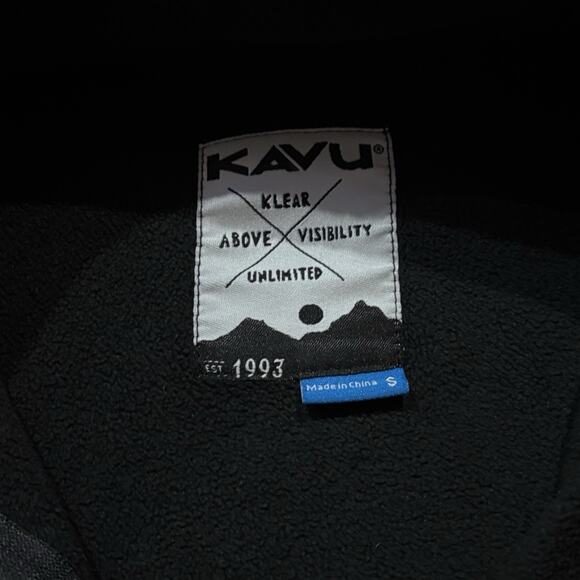 KAVU®
KLEAR
ABOVE VISIBILITY
UNLIMITED
EST 1993
Made in China S